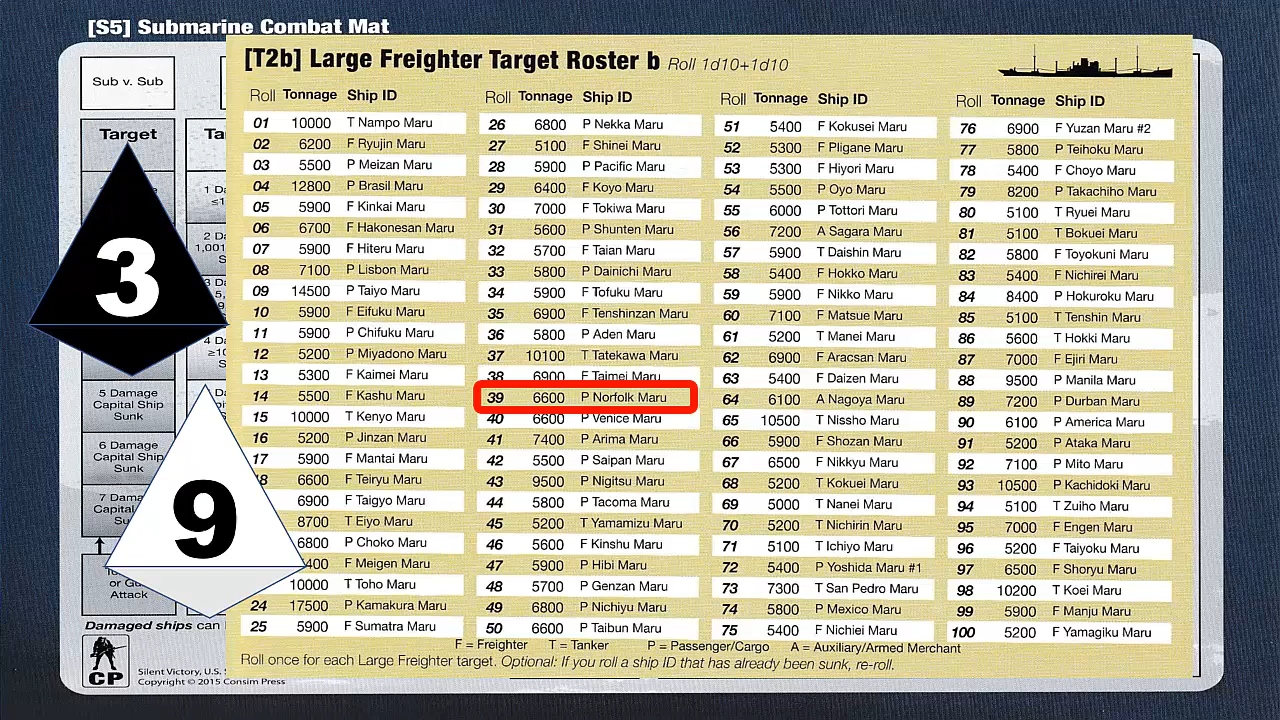 [S5] Submarine Combat Mat
Sub v. Sub
Target
3
9
5 Damage
Capital Ship
Sunk
6 Damage
Capital Ship
Sunk
or Gu
Attack
Damaged ships can
CP
Silent Victory, U.S. S
Copyright © 2015 Consim Press
[T2b] Large Freighter Target Roster b Roll 1d10+1d10
Roll Tonnage Ship ID
01 10000 T Nampo Maru
02 6200 F Ryujin Maru
03 5500 P Meizan Maru
04 12800 P Brasil Maru
05 5900 F Kinkai Maru
06 6700 F Hakonesan Maru
07 5900 F Hiteru Maru
08 7100 P Lisbon Maru
09 14500 P Taiyo Maru
10 5900 F Eifuku Maru
11 5900 P Chifuku Maru
12 5200 P Miyadono Maru
13 5300 F Kaimei Maru
14 5500 F Kashu Maru
15 10000 T Kenyo Maru
16 5200 P Jinzan Maru
17 5900 F Mantai Maru
8 6600 F Teiryu Maru
6900 F Taigyo Maru
8700 T Eiyo Maru
6800 P Choko Maru
400 F Meigen Maru
10000 T Toho Maru
24 17500 P Kamakura Maru
25 5900 F Sumatra Maru
Roll Tonnage Ship ID
26 6800 P Nekka Maru
27 5100 F Shinei Maru
28 5900 P Pacific Maru
29 6400 F Koyo Maru
30 7000 F Tokiwa Maru
31 5600 P Shunten Maru
32 5700 F Taian Maru
33 5800 P Dainichi Maru
34 5900 F Tofuku Maru
35 6900 F Tenshinzan Maru
36 5800 P Aden Maru
37 10100 T Tatekawa Maru
38 6900 F Taimei Maru
39 6600 P Norfolk Maru
40 6600 P Venice Maru
41 7400 P Arima Maru
42 5500 P Saipan Maru
43 9500 P Nigitsu Maru
44 5800 P Tacoma Maru
45 5200 T Yamamizu Maru
46 5600 F Kinshu Maru
47 5900 P Hibi Maru
48 5700 P Genzan Maru
49 6800 P Nichiyu Maru
50 6600 P Taibun Maru
Roll Tonnage Ship ID
51 5400 F Kokusei Maru
52 5300 F Pligane Maru
53 5300 F Hiyori Maru
54 5500 P Oyo Maru
55 6000 P Tottori Maru
56 7200 A Sagara Maru
57 5900 T Daishin Maru
58 5400 F Hokko Maru
59 5900 F Nikko Maru
60 7100 F Matsue Maru
61 5200 T Manei Maru
62 6900 F Aracsan Maru
63 5400 F Daizen Maru
64 6100 A Nagoya Maru
65 10500 T Nissho Maru
66 5900 F Shozan Maru
67 6500 F Nikkyu Maru
68 5200 T Kokuei Maru
69 5000 T Nanei Maru
70 5200 T Nichirin Maru
71 5100 T Ichiyo Maru
72 5400 P Yoshida Maru #1
73 7300 T San Pedro Maru
74 5800 P Mexico Maru
75 5400 F Nichiei Maru
Roll Tonnage Ship ID
76 6900 F Yuzan Maru #2
77 5800 P Teihoku Maru
78 5400 F Choyo Maru
79 8200 P Takachiho Maru
80 5100 T Ryuei Maru
81 5100 T Bokuei Maru
82 5800 F Toyokuni Maru
83 5400 F Nichirei Maru
84 8400 P Hokuroku Maru
85 5100 T Tenshin Maru
86 5600 T Hokki Maru
87 7000 F Ejiri Maru
88 9500 P Manila Maru
89 7200 P Durban Maru
90 6100 P America Maru
91 5200 P Ataka Maru
92 7100 P Mito Maru
93 10500 P Kachidoki Maru
94 5100 T Zuiho Maru
95 7000 F Engen Maru
96 5200 F Taiyoku Maru
97 6500 F Shoryu Maru
98 10200 T Koei Maru
99 5900 F Manju Maru
100 5200 F Yamagiku Maru
F = Freighter T = Tanker P = Passenger/Cargo A = Auxiliary/Armed Merchant
Roll once for each Large Freighter target. Optional: If you roll a ship ID that has already been sunk, re-roll.